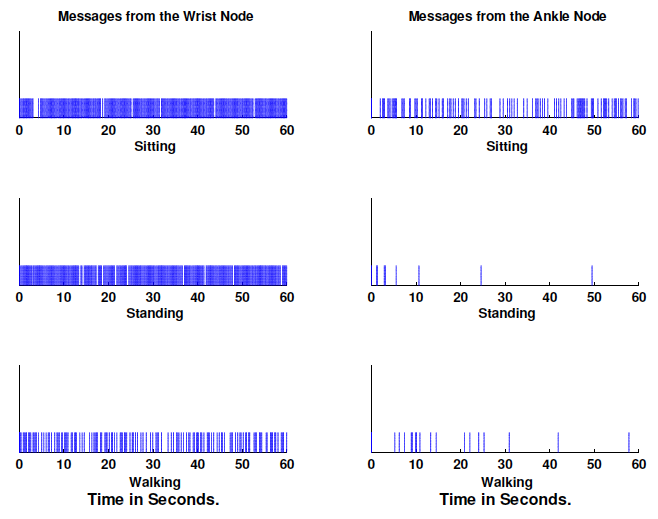 Messages from the Wrist Node
0 10 20 30 40 50 60
Sitting
0 10 20 30 40 50 60
Standing
0 10 20 30 40 50 60
Walking
Time in Seconds.
Messages from the Ankle Node
0 10 20 30 40 50 60
Sitting
0 10 20 30 40 50 60
Standing
0 10 20 30 40 50 60
Walking
Time in Seconds.